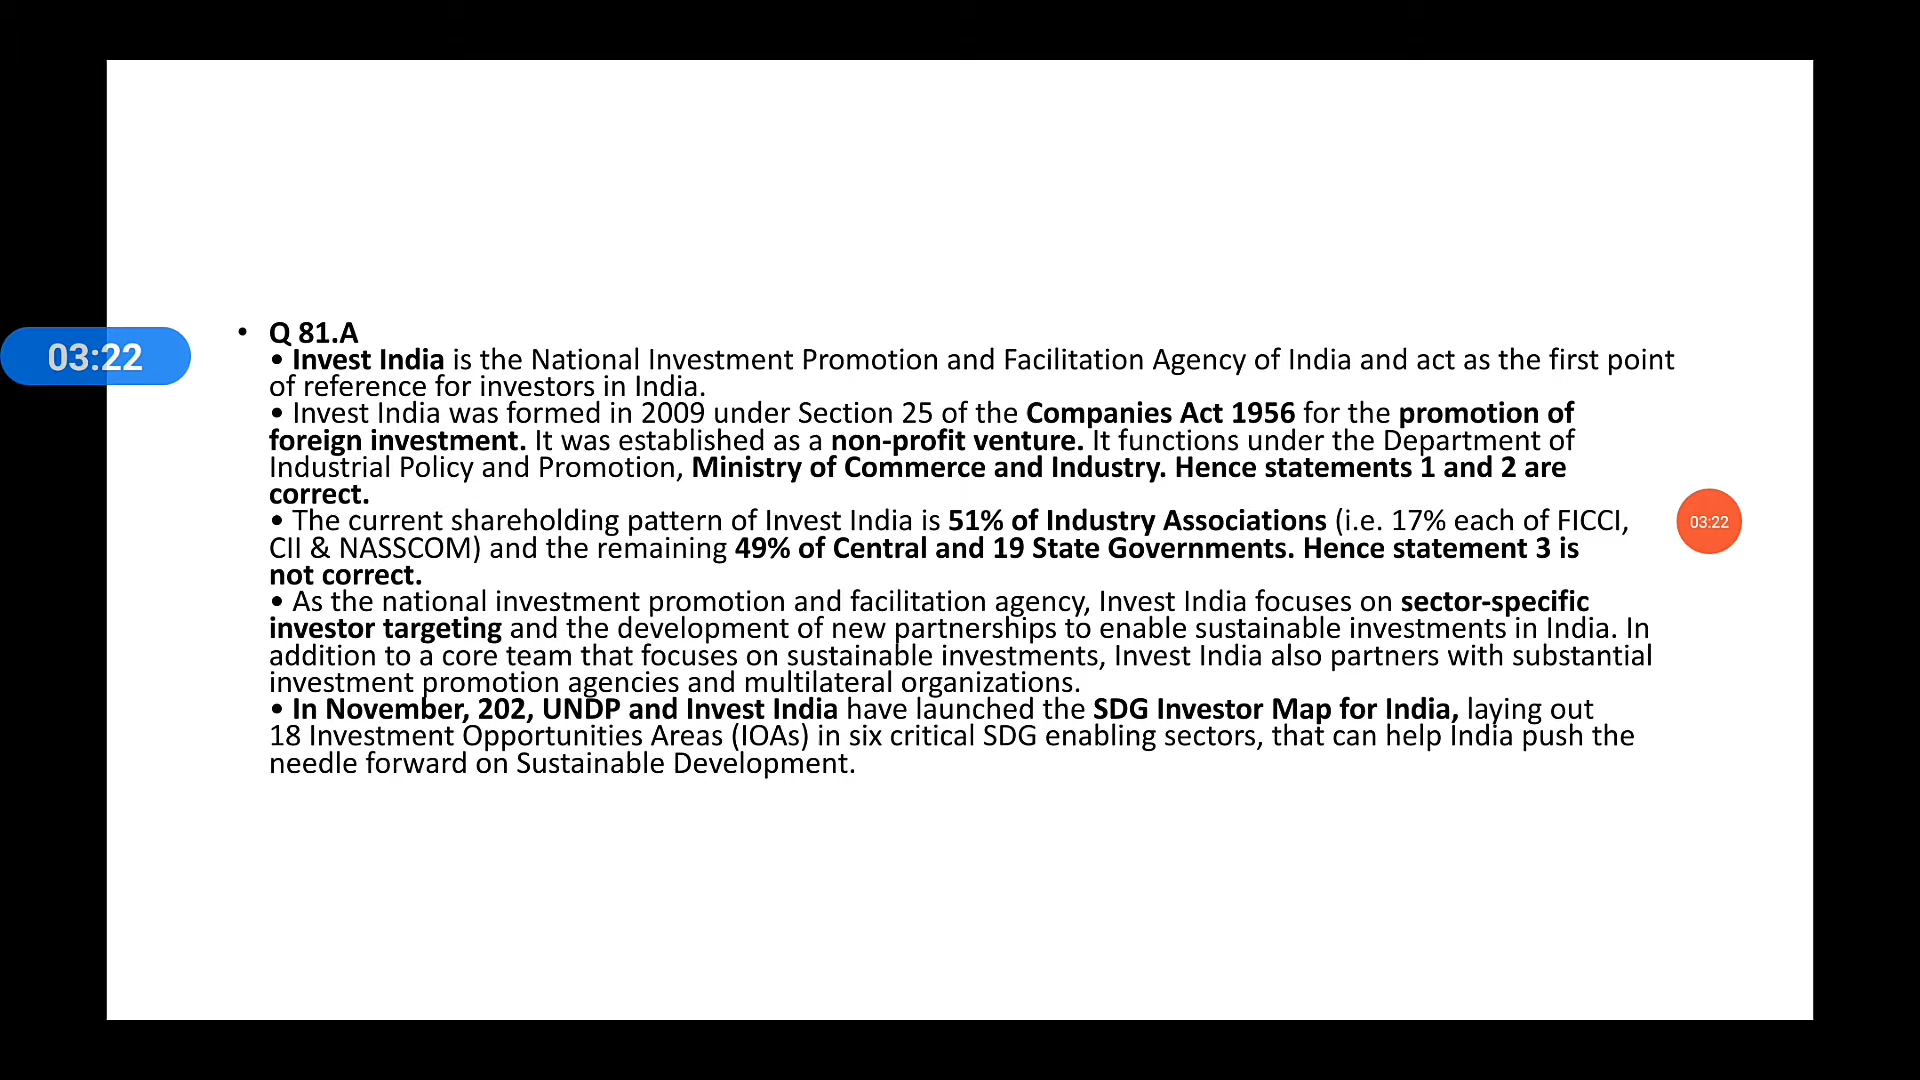 • Q 81.A
• Invest India is the National Investment Promotion and Facilitation Agency of India and act as the first point
of reference for investors in India.
• Invest India was formed in 2009 under Section 25 of the Companies Act 1956 for the promotion of
foreign investment. It was established as a non-profit venture. It functions under the Department of
Industrial Policy and Promotion, Ministry of Commerce and Industry. Hence statements 1 and 2 are
correct.
03:22
• The current shareholding pattern of Invest India is 51% of Industry Associations (i.e. 17% each of FICCI,
CII & NASSCOM) and the remaining 49% of Central and 19 State Governments. Hence statement 3 is
not correct.
03:22
• As the national investment promotion and facilitation agency, Invest India focuses on sector-specific
investor targeting and the development of new partnerships to enable sustainable investments in India. In
addition to a core team that focuses on sustainable investments, Invest India also partners with substantial
investment promotion agencies and multilateral organizations.
• In November, 202, UNDP and Invest India have launched the SDG Investor Map for India, laying out
18 Investment Opportunities Areas (IOAs) in six critical SDG enabling sectors, that can help India push the
needle forward on Sustainable Development.